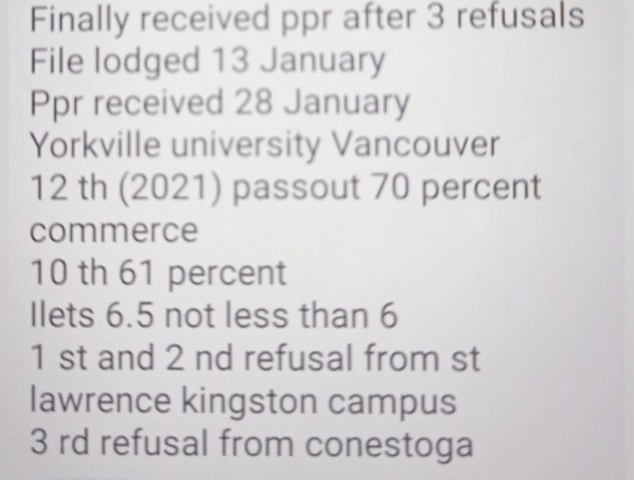 Finally received ppr after 3 refusals
File lodged 13 January
Ppr received 28 January
Yorkville university Vancouver
12 th (2021) passout 70 percent
commerce
10 th 61 percent
Ilets 6.5 not less than 6
1 st and 2 nd refusal from st
lawrence kingston campus
3 rd refusal from conestoga